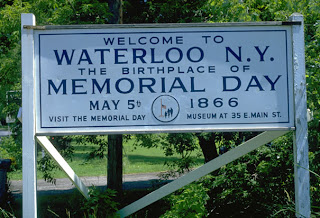 WELCOME TO
WATERLOO N.Y.
THE BIRTHPLACE OF
MEMORIAL DAY
MAY 5th 1866
VISIT THE MEMORIAL DAY MUSEUM AT 35 E. MAIN ST.